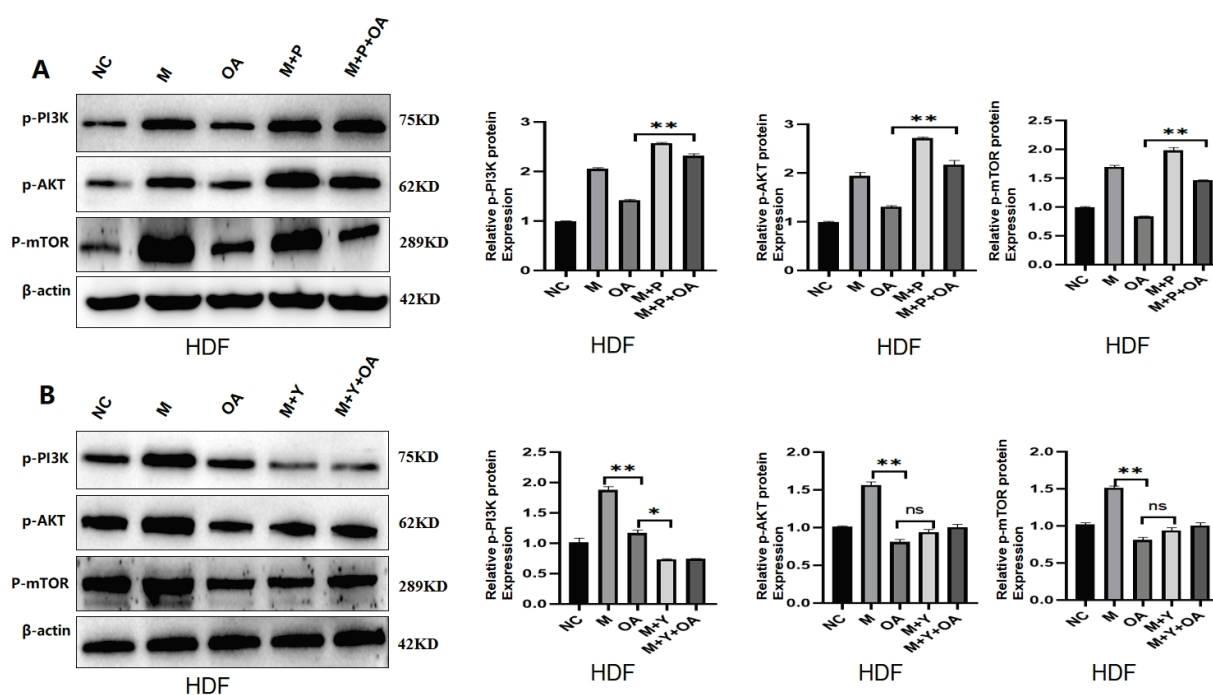 A
NC M OA M+P M+P+OA
p-PI3K 75KD
p-AKT 62KD
P-mTOR 289KD
β-actin 42KD
HDF
Relative p-PI3K protein
Expression
3
2
1
0
**
NC M OA M+P M+P+OA
HDF
Relative p-AKT protein
Expression
3
2
1
0
**
NC M OA M+P M+P+OA
HDF
Relative p-mTOR protein
Expression
2.5
2.0
1.5
1.0
0.5
0.0
**
NC M OA M+P M+P+OA
HDF
B
NC M OA M+Y M+Y+OA
p-PI3K 75KD
p-AKT 62KD
P-mTOR 289KD
β-actin 42KD
HDF
Relative p-PI3K protein
Expression
2.5
2.0
1.5
1.0
0.5
0.0
**
*
NC M OA M+Y M+Y+OA
HDF
Relative p-AKT protein
Expression
2.0
1.5
1.0
0.5
0.0
**
ns
NC M OA M+Y M+Y+OA
HDF
Relative p-mTOR protein
Expression
2.0
1.5
1.0
0.5
0.0
**
ns
NC M OA M+Y M+Y+OA
HDF